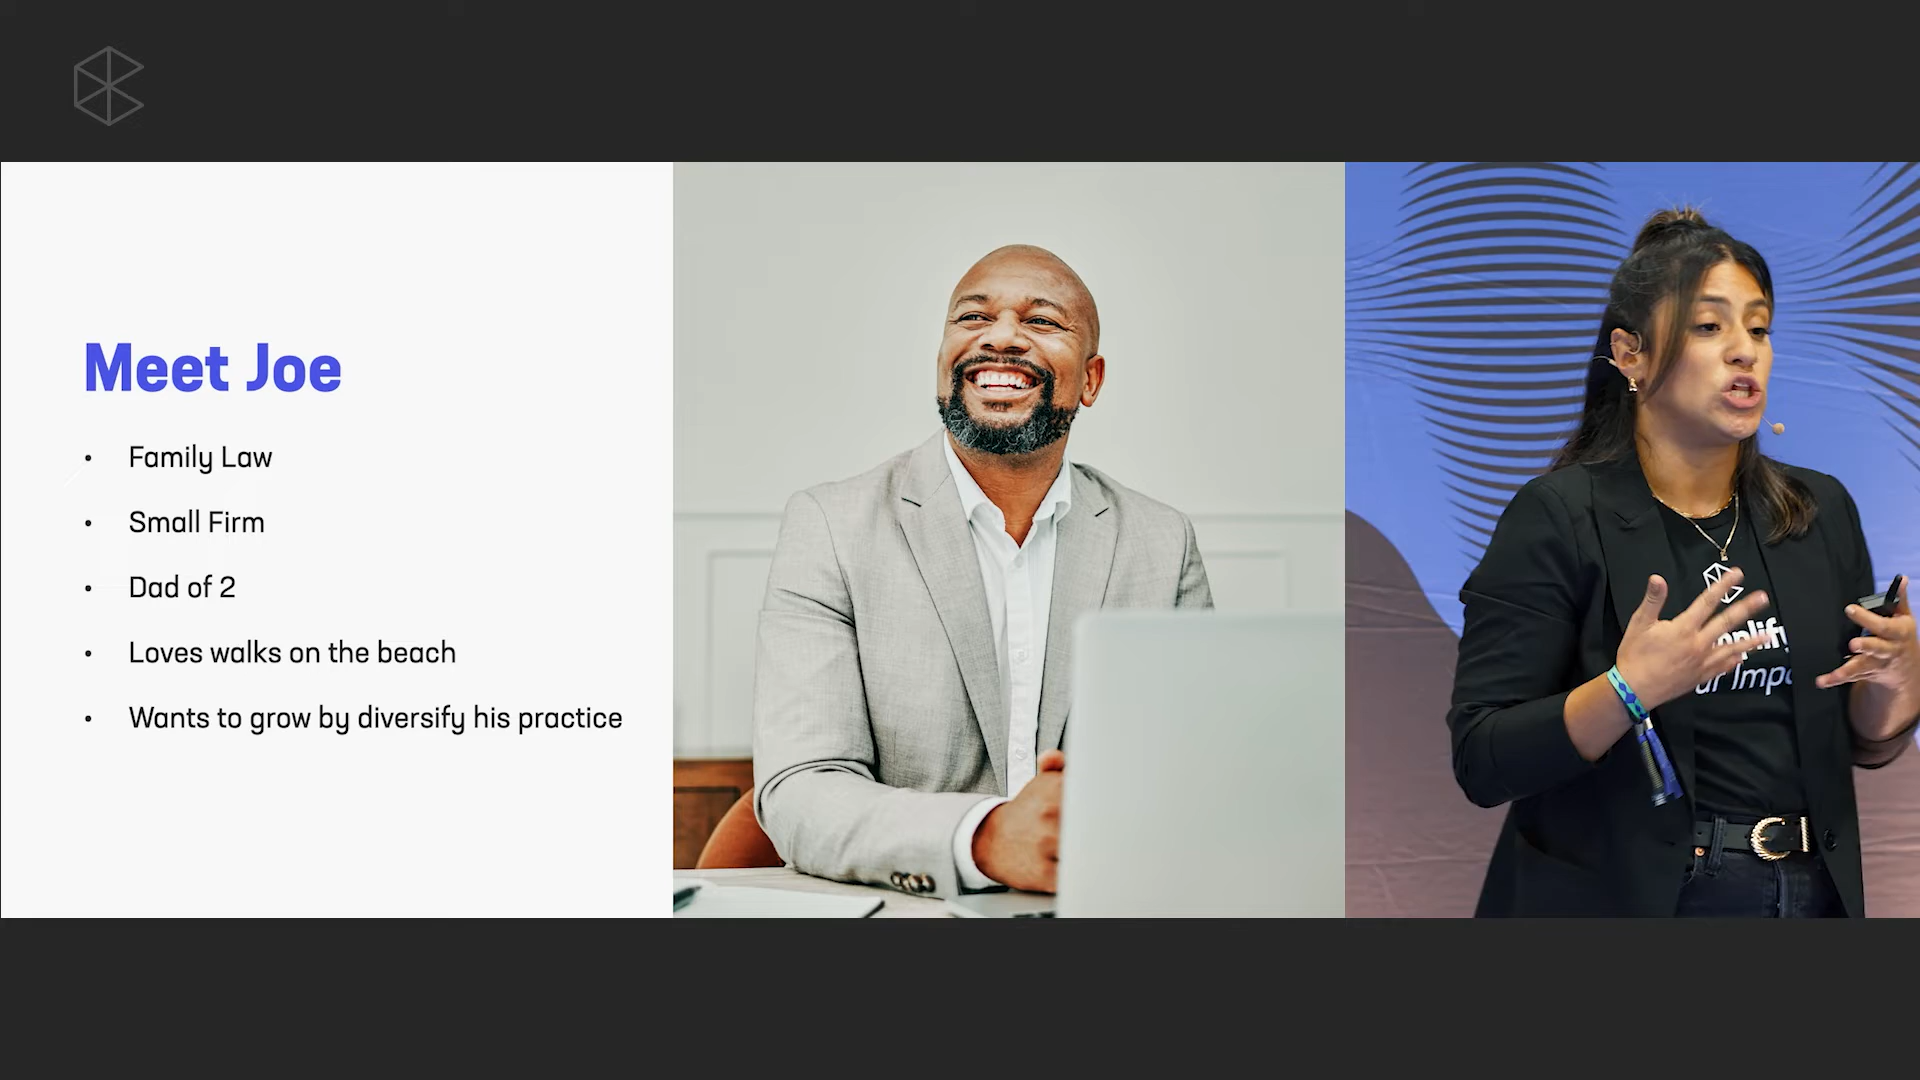 Meet Joe
• Family Law
• Small Firm
• Dad of 2
• Loves walks on the beach
• Wants to grow by diversify his practice